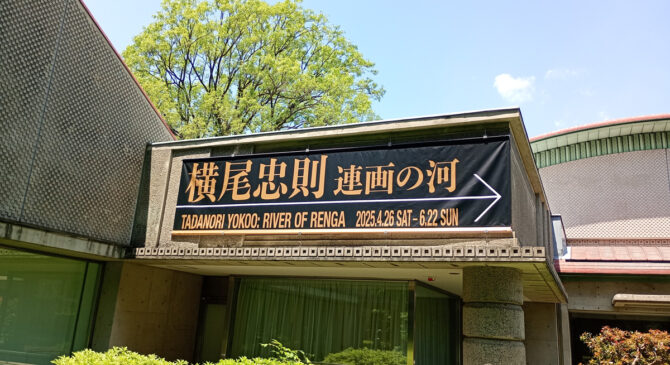 横尾忠則 連画の河
TADANORI YOKOO: RIVER OF RENGA 2025.4.26 SAT – 6.22 SUN